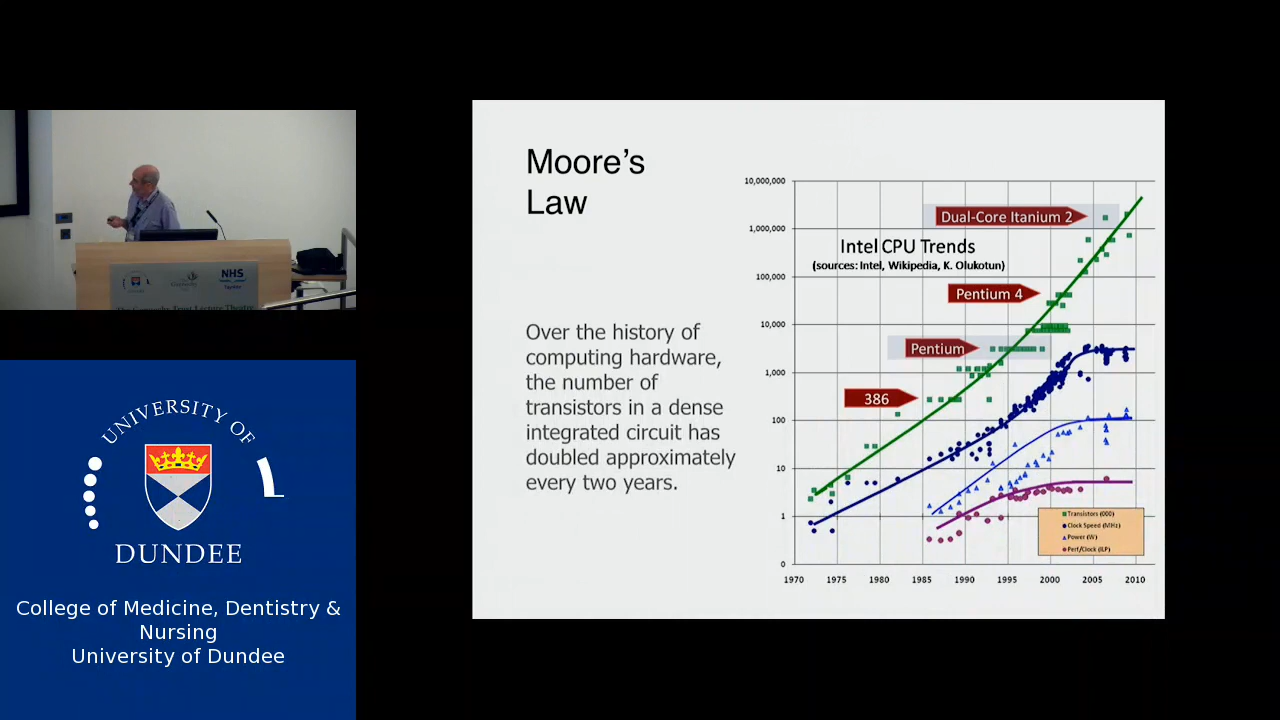 Moore's
Law
Over the history of
computing hardware,
the number of
transistors in a dense
integrated circuit has
doubled approximately
every two years.
10,000,000
1,000,000
100,000
10,000
1,000
100
10
1
0
Dual-Core Itanium 2
Intel CPU Trends
(sources: Intel, Wikipedia, K. Olukotun)
Pentium 4
Pentium
386
Transistors (000)
Clock Speed (MHz)
Power (W)
Perf/Clock (ILP)
1970 1975 1980 1985 1990 1995 2000 2005 2010
NHS
UNIVERSITY OF
DUNDEE
College of Medicine, Dentistry &
Nursing
University of Dundee